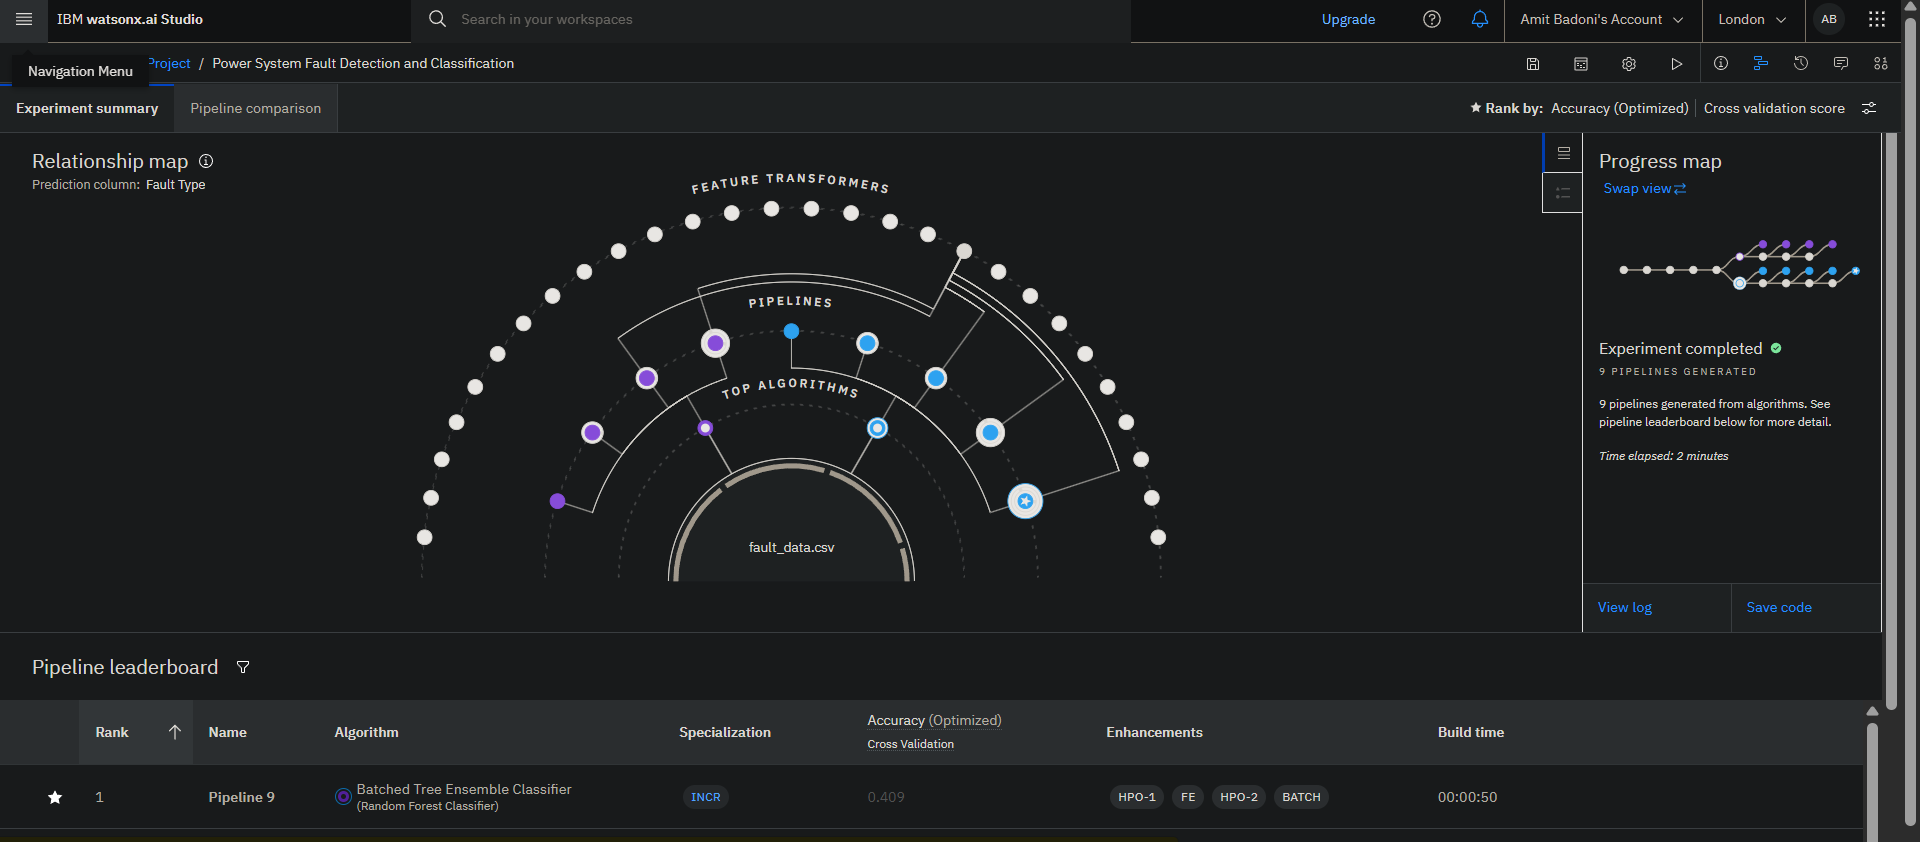 IBM watsonx.ai Studio
Search in your workspaces
Upgrade
Amit Badoni's Account
London
AB
Navigation Menu
Project / Power System Fault Detection and Classification
Experiment summary
Pipeline comparison
Rank by: Accuracy (Optimized) | Cross validation score
Relationship map
Prediction column: Fault Type
FEATURE TRANSFORMERS
PIPELINES
TOP ALGORITHMS
fault_data.csv
Progress map
Swap view
Experiment completed
9 PIPELINES GENERATED
9 pipelines generated from algorithms. See
pipeline leaderboard below for more detail.
Time elapsed: 2 minutes
View log
Save code
Pipeline leaderboard
Rank
Name
Algorithm
Specialization
Accuracy (Optimized)
Cross Validation
Enhancements
Build time
1
Pipeline 9
Batched Tree Ensemble Classifier
(Random Forest Classifier)
INCR
0.409
HPO-1
FE
HPO-2
BATCH
00:00:50